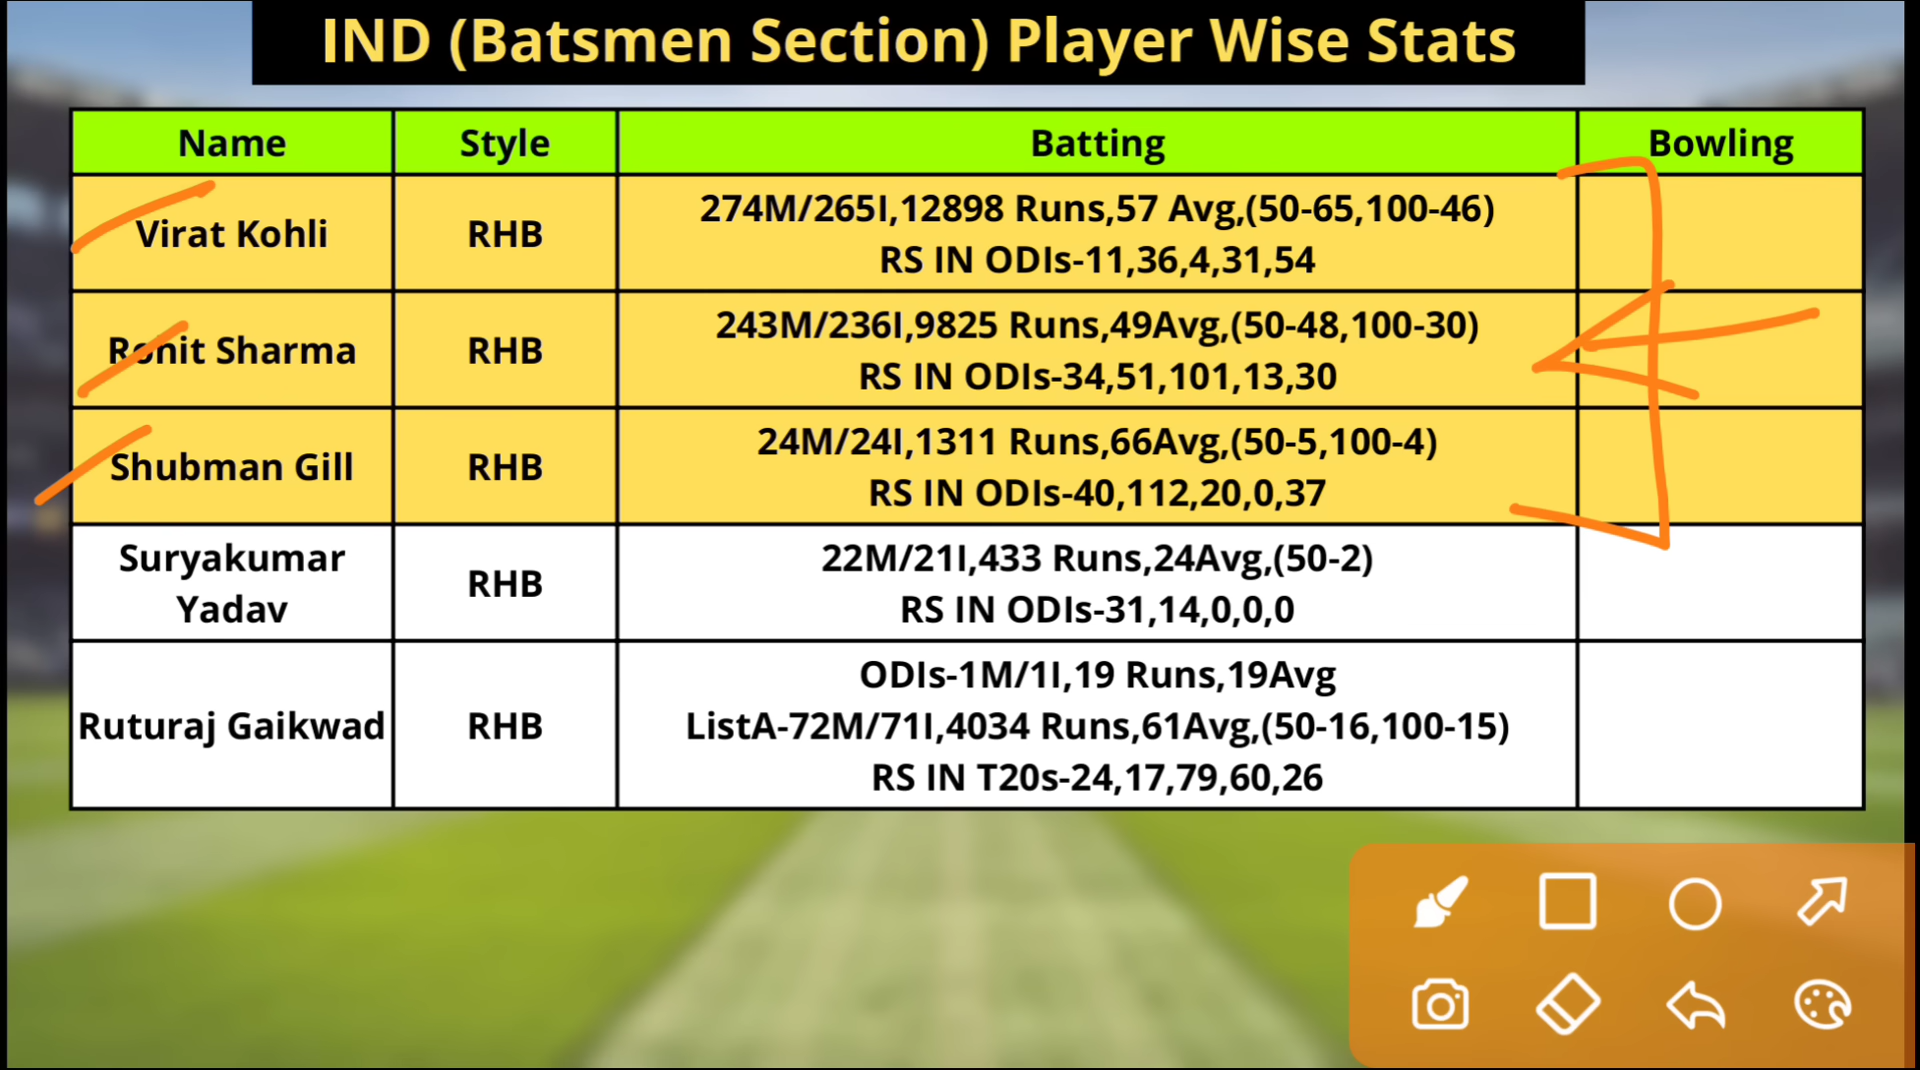 IND (Batsmen Section) Player Wise Stats
Name Style Batting Bowling
Virat Kohli RHB 274M/265I,12898 Runs,57 Avg,(50-65,100-46)
RS IN ODIs-11,36,4,31,54
Rohit Sharma RHB 243M/236I,9825 Runs,49Avg,(50-48,100-30)
RS IN ODIs-34,51,101,13,30
Shubman Gill RHB 24M/24I,1311 Runs,66Avg,(50-5,100-4)
RS IN ODIs-40,112,20,0,37
Suryakumar
Yadav RHB 22M/21I,433 Runs,24Avg,(50-2)
RS IN ODIs-31,14,0,0,0
Ruturaj Gaikwad RHB ODIs-1M/1I,19 Runs,19Avg
ListA-72M/71I,4034 Runs,61Avg,(50-16,100-15)
RS IN T20s-24,17,79,60,26